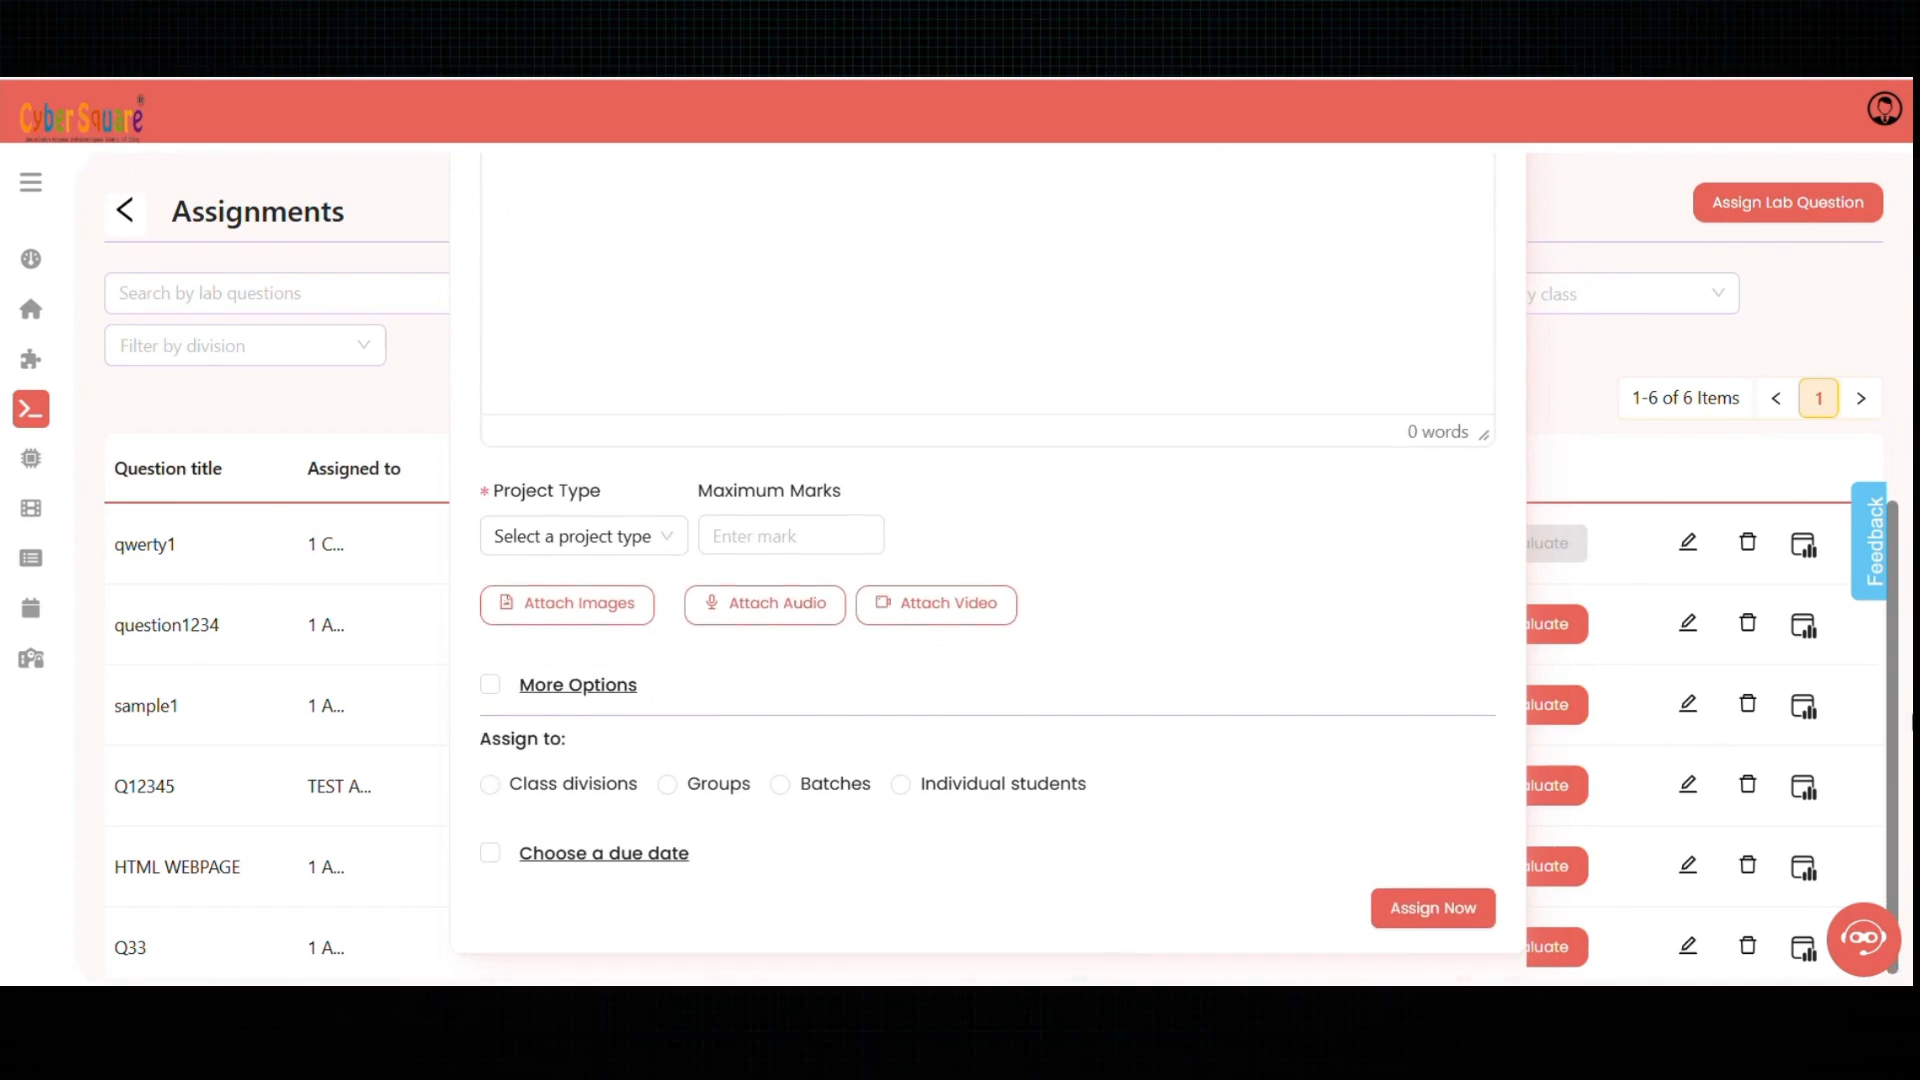 Cyber Square
Assignments
Assign Lab Question
Search by lab questions
y class
Filter by division
1-6 of 6 Items
1
0 words
Question title
Assigned to
* Project Type
Maximum Marks
Select a project type
Enter mark
Feedback
qwerty1
1 C...
luate
Attach Images
Attach Audio
Attach Video
question1234
1 A...
luate
More Options
sample1
1 A...
luate
Assign to:
Class divisions
Groups
Batches
Individual students
Q12345
TEST A...
luate
Choose a due date
HTML WEBPAGE
1 A...
luate
Assign Now
Q33
1 A...
luate